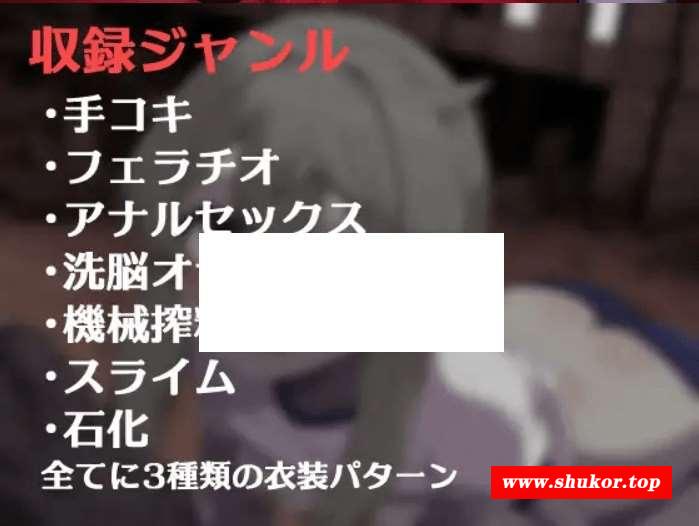 収録ジャンル
・手コキ
・フェラチオ
・アナルセックス
・洗脳オ
・機械搾
・スライム
・石化
全てに3種類の衣装パターン
www.shukor.top